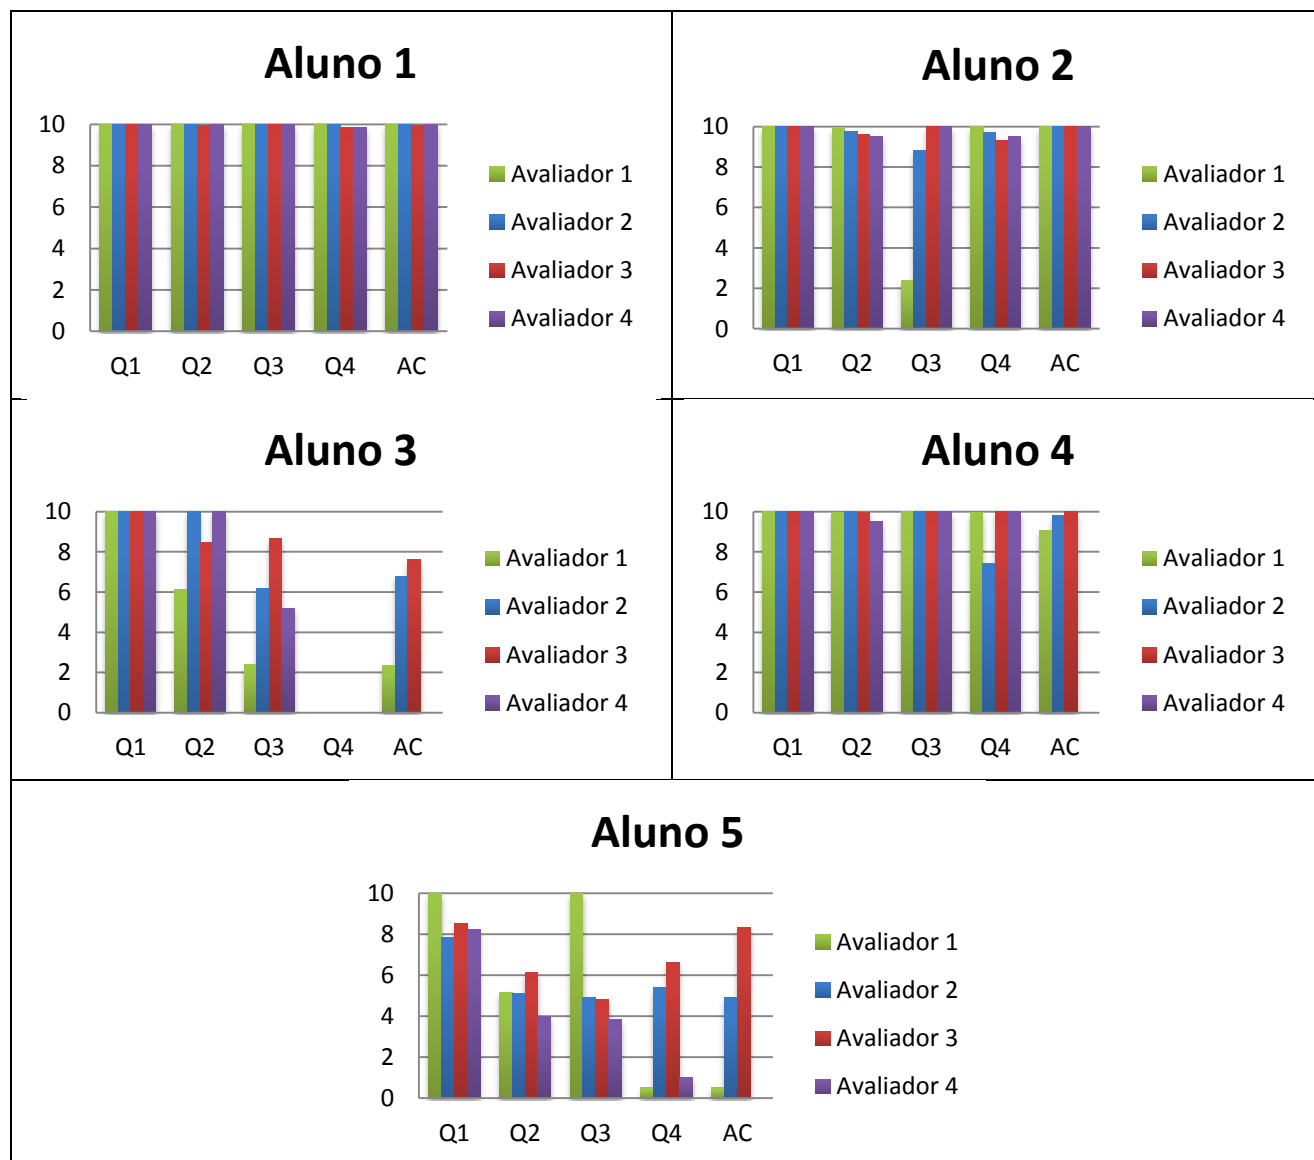 Aluno 1
10
8
6
4
2
0
Q1 Q2 Q3 Q4 AC
Avaliador 1
Avaliador 2
Avaliador 3
Avaliador 4
Aluno 2
10
8
6
4
2
0
Q1 Q2 Q3 Q4 AC
Avaliador 1
Avaliador 2
Avaliador 3
Avaliador 4
Aluno 3
10
8
6
4
2
0
Q1 Q2 Q3 Q4 AC
Avaliador 1
Avaliador 2
Avaliador 3
Avaliador 4
Aluno 4
10
8
6
4
2
0
Q1 Q2 Q3 Q4 AC
Avaliador 1
Avaliador 2
Avaliador 3
Avaliador 4
Aluno 5
10
8
6
4
2
0
Q1 Q2 Q3 Q4 AC
Avaliador 1
Avaliador 2
Avaliador 3
Avaliador 4